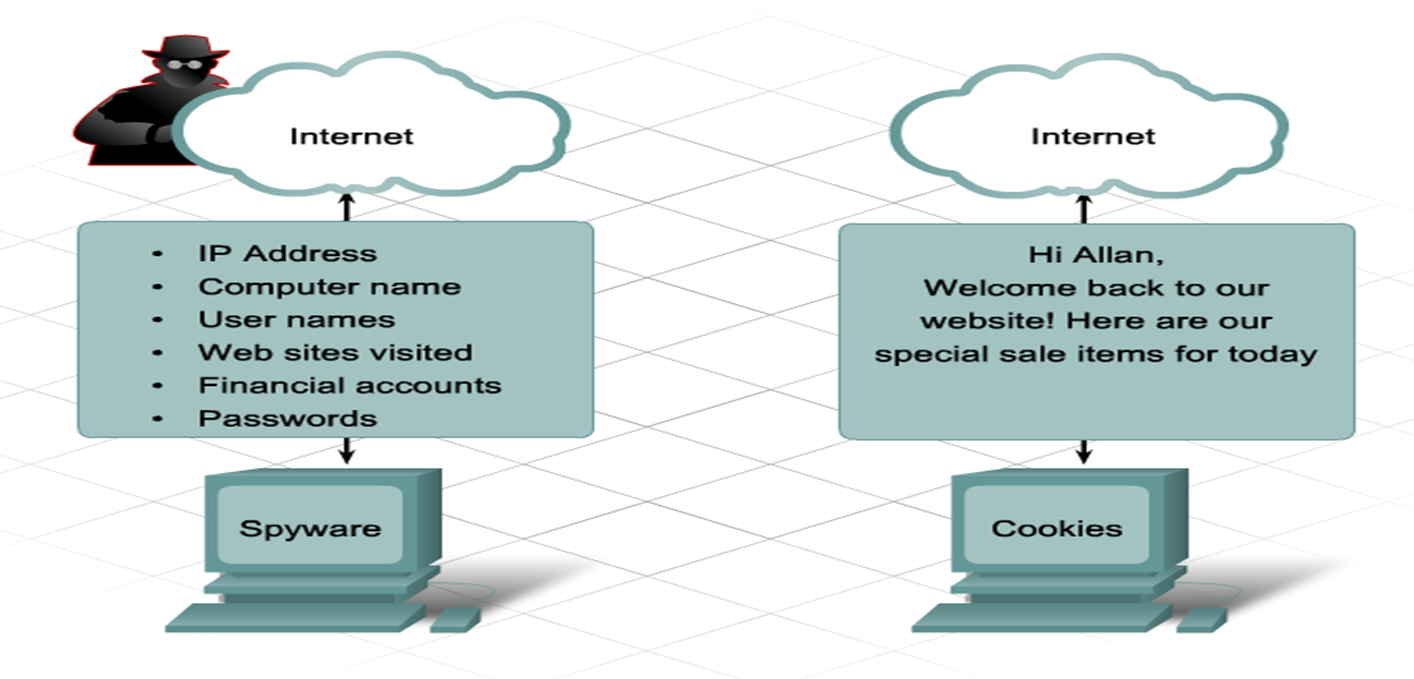 Internet
• IP Address
• Computer name
• User names
• Web sites visited
• Financial accounts
• Passwords
Spyware
Internet
Hi Allan,
Welcome back to our
website! Here are our
special sale items for today
Cookies